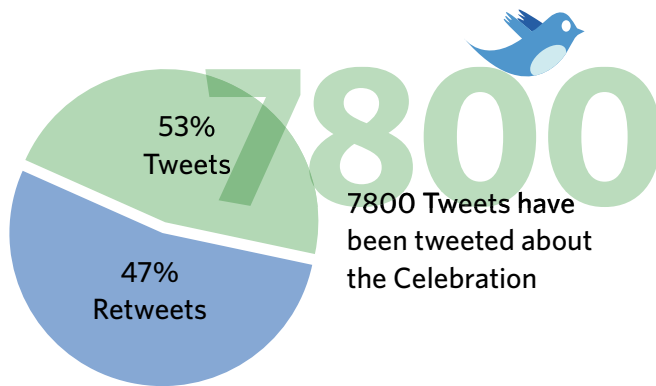 7800
53%
Tweets
7800 Tweets have
been tweeted about
the Celebration
47%
Retweets